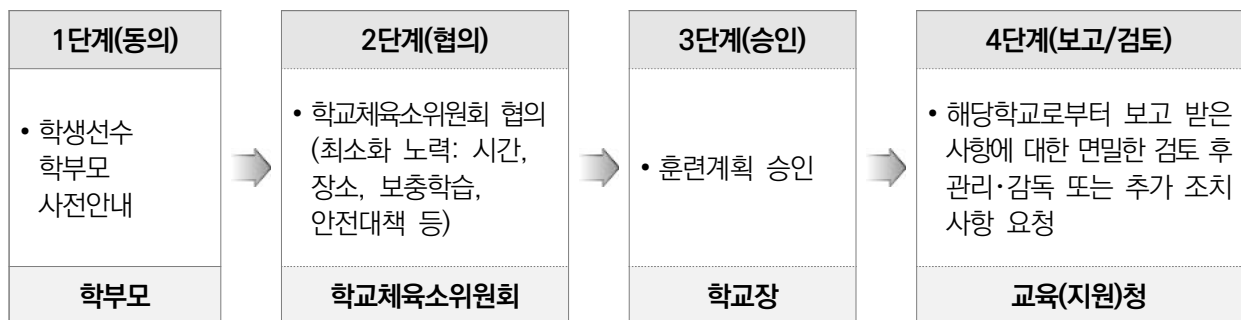 1단계(동의)
• 학생선수
학부모
사전안내
학부모
2단계(협의)
• 학교체육소위원회 협의
(최소화 노력: 시간,
장소, 보충학습,
안전대책 등)
학교체육소위원회
3단계(승인)
• 훈련계획 승인
학교장
4단계(보고/검토)
• 해당학교로부터 보고 받은
사항에 대한 면밀한 검토 후
관리·감독 또는 추가 조치
사항 요청
교육(지원)청